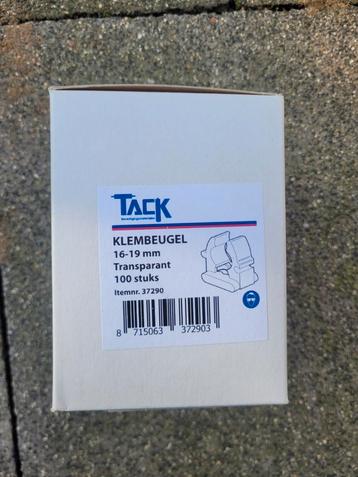 TACK
KLEMBEUGEL
16-19 mm
Transparant
100 stuks
Itemnr. 37290
8 715063 372903